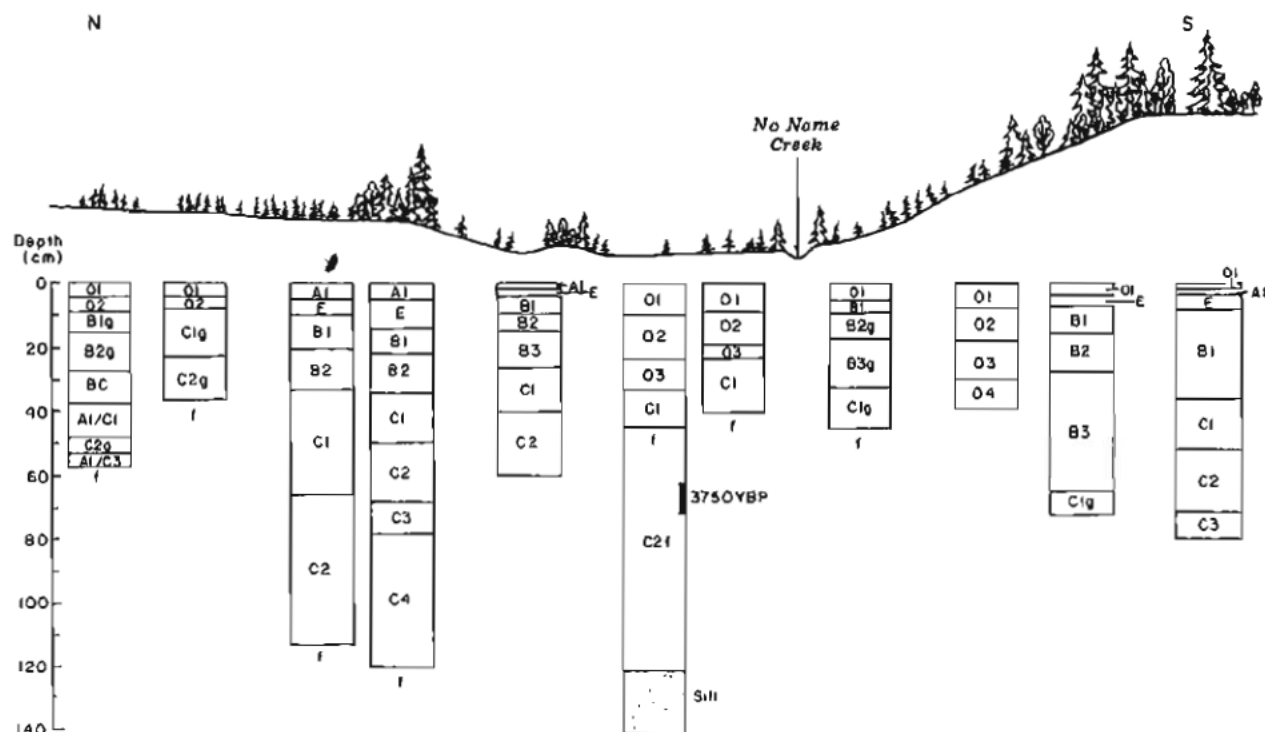 N
S
No Name
Creek
Depth
(cm)
0
20
40
60
80
100
120
140
O1
O2
B1g
B2g
BC
A1/C1
C2g
A1/C3
f
O1
O2
C1g
C2g
f
A1
E
B1
B2
C1
C2
f
A1
E
B1
B2
C1
C2
C3
C4
f
A1
E
B1
B2
B3
C1
C2
O1
O2
O3
C1
f
C2f
3750YBP
Sill
O1
O2
O3
C1
f
O1
B1
B2g
B3g
C1g
f
O1
O2
O3
O4
O1
E
B1
B2
B3
C1g
O1
A1
E
B1
C1
C2
C3